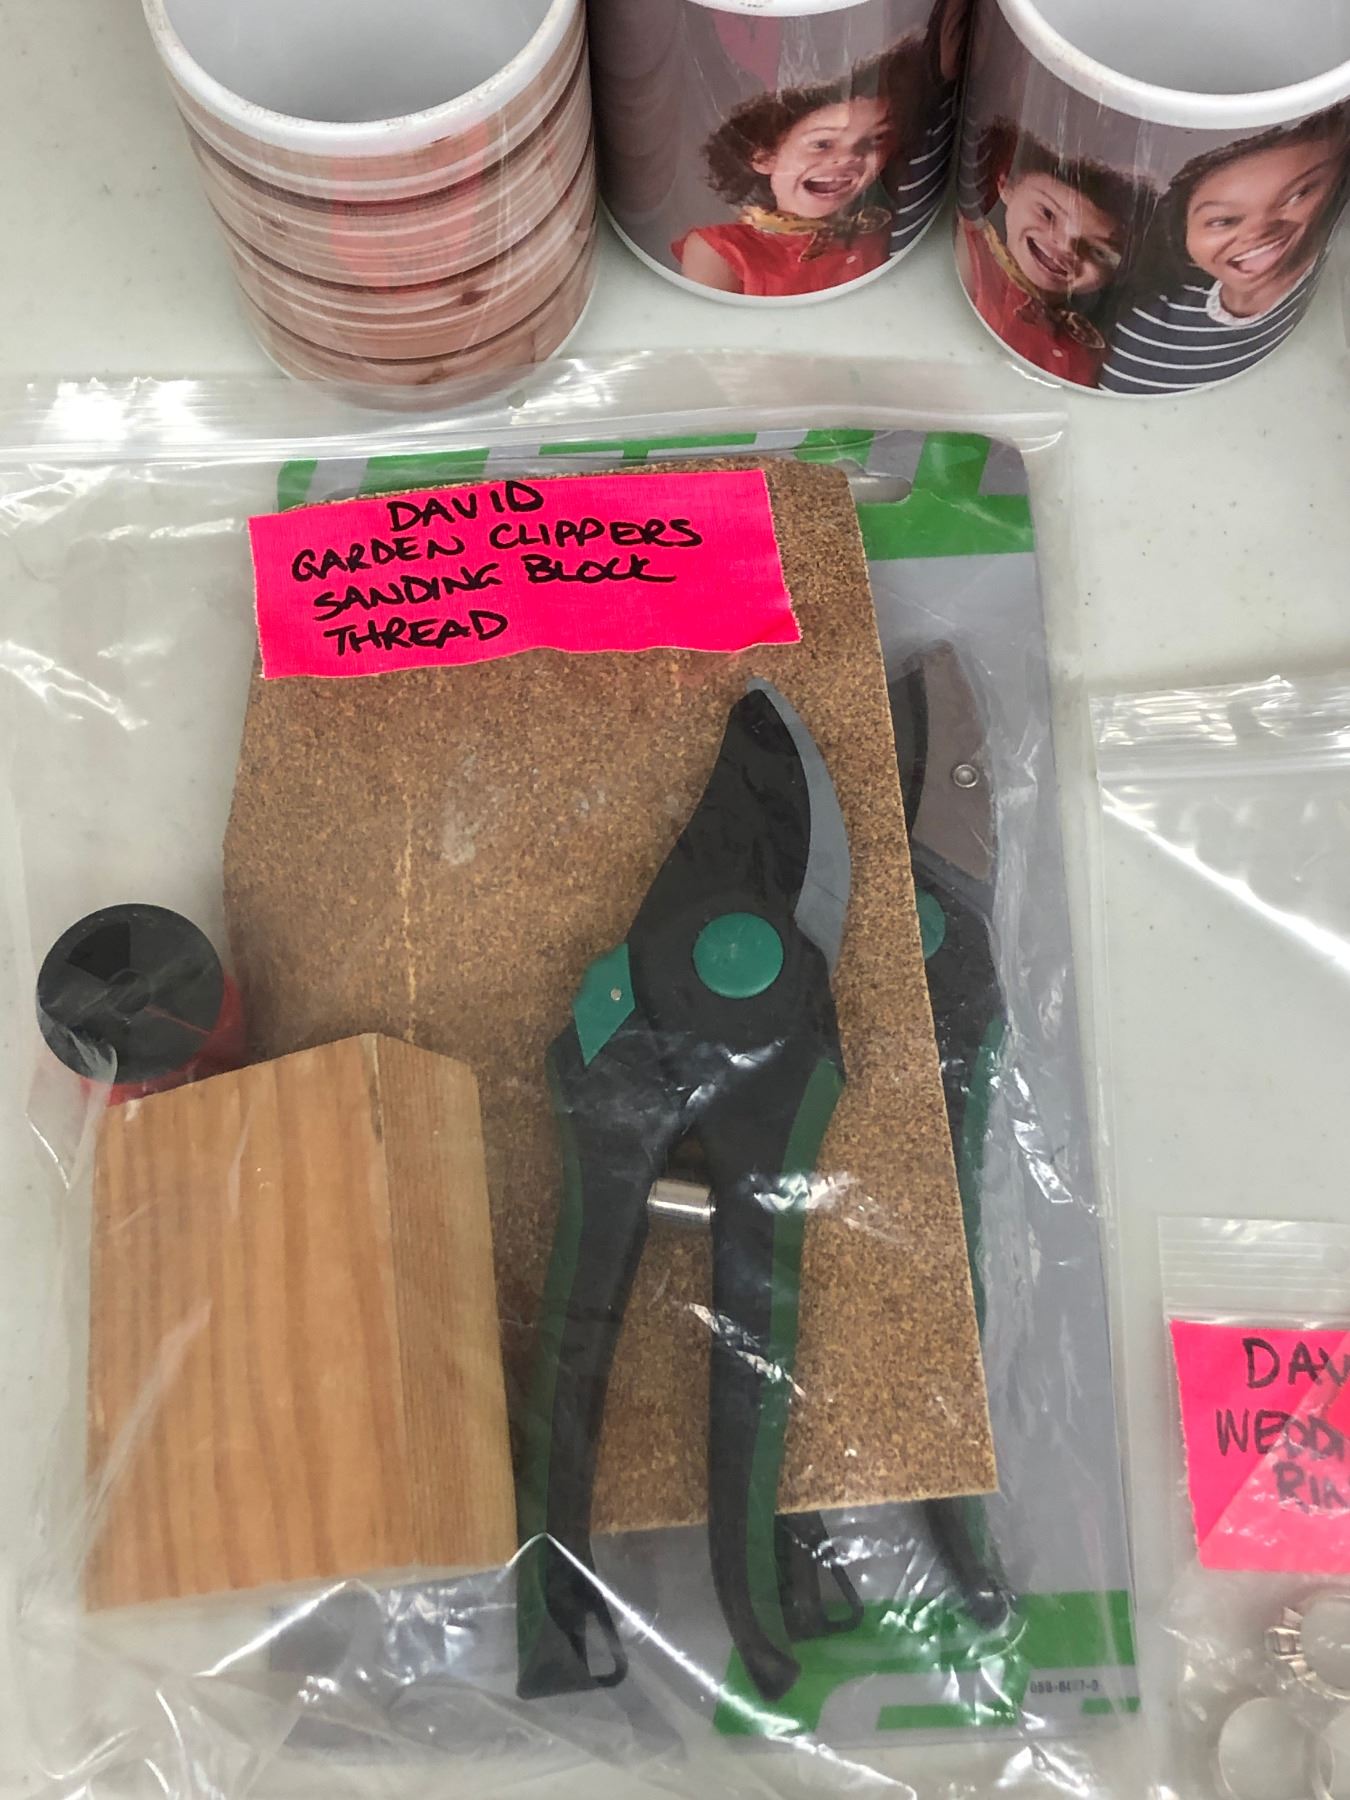 DAVID
GARDEN CLIPPERS
SANDING BLOCK
THREAD